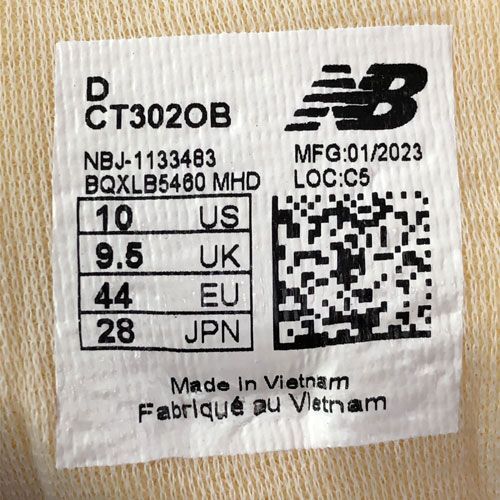 D
CT302OB
NB
NBJ-1133483
BQXLB5460 MHD
MFG:01/2023
LOC:C5
10 US
9.5 UK
44 EU
28 JPN
Made in Vietnam
Fabriqué au Vietnam